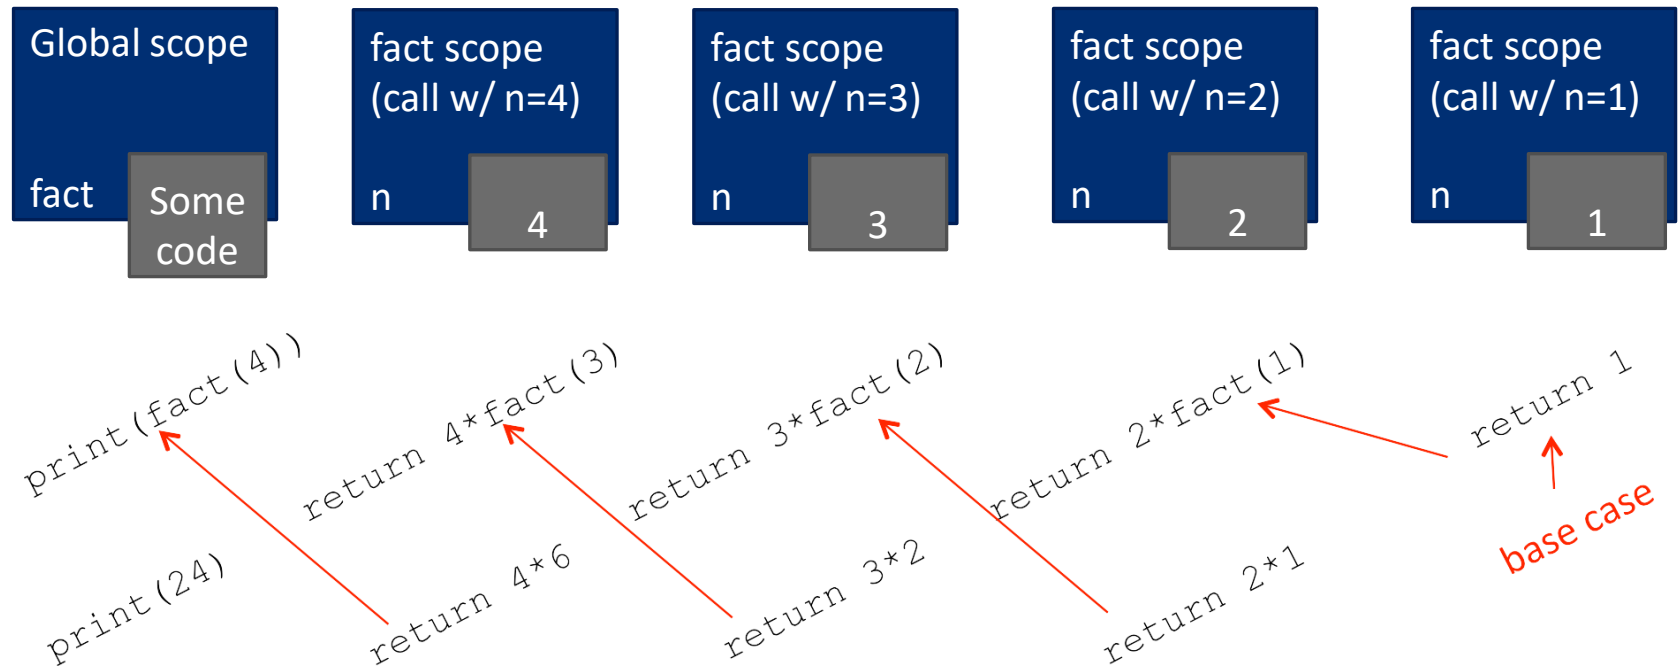 Global scope
fact
Some
code
fact scope
(call w/ n=4)
n
4
fact scope
(call w/ n=3)
n
3
fact scope
(call w/ n=2)
n
2
fact scope
(call w/ n=1)
n
1
print(fact(4))
return 4*fact(3)
return 3*fact(2)
return 2*fact(1)
return 1
base case
print(24)
return 4*6
return 3*2
return 2*1